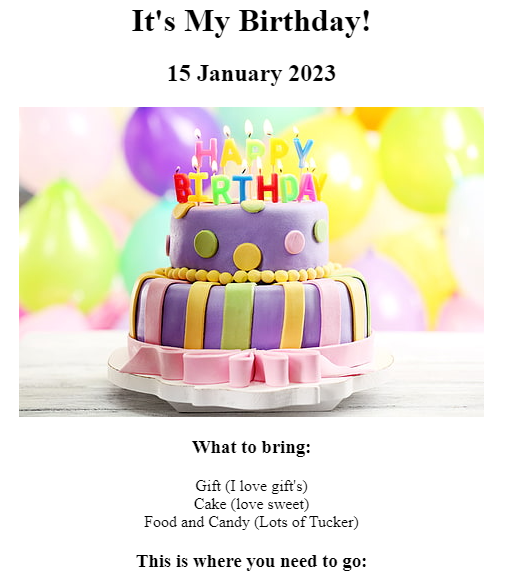 It's My Birthday!
15 January 2023
HAPPY
BIRTHDAY
What to bring:
Gift (I love gift's)
Cake (love sweet)
Food and Candy (Lots of Tucker)
This is where you need to go: